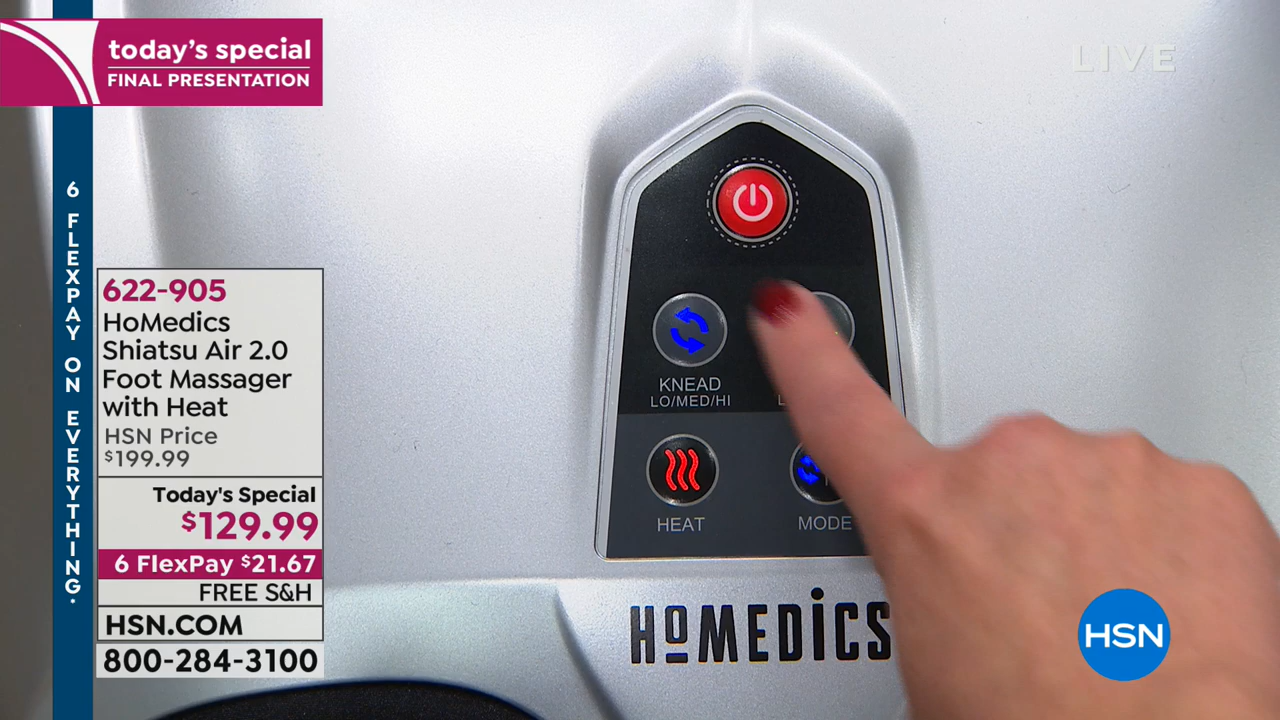 today's special
FINAL PRESENTATION
LIVE
6 FLEXPAY ON EVERYTHING.
622-905
HoMedics
Shiatsu Air 2.0
Foot Massager
with Heat
HSN Price
$199.99
Today's Special
$129.99
6 FlexPay $21.67
FREE S&H
HSN.COM
800-284-3100
KNEAD
LO/MED/HI
HEAT
MODE
HOMEDICS
HSN